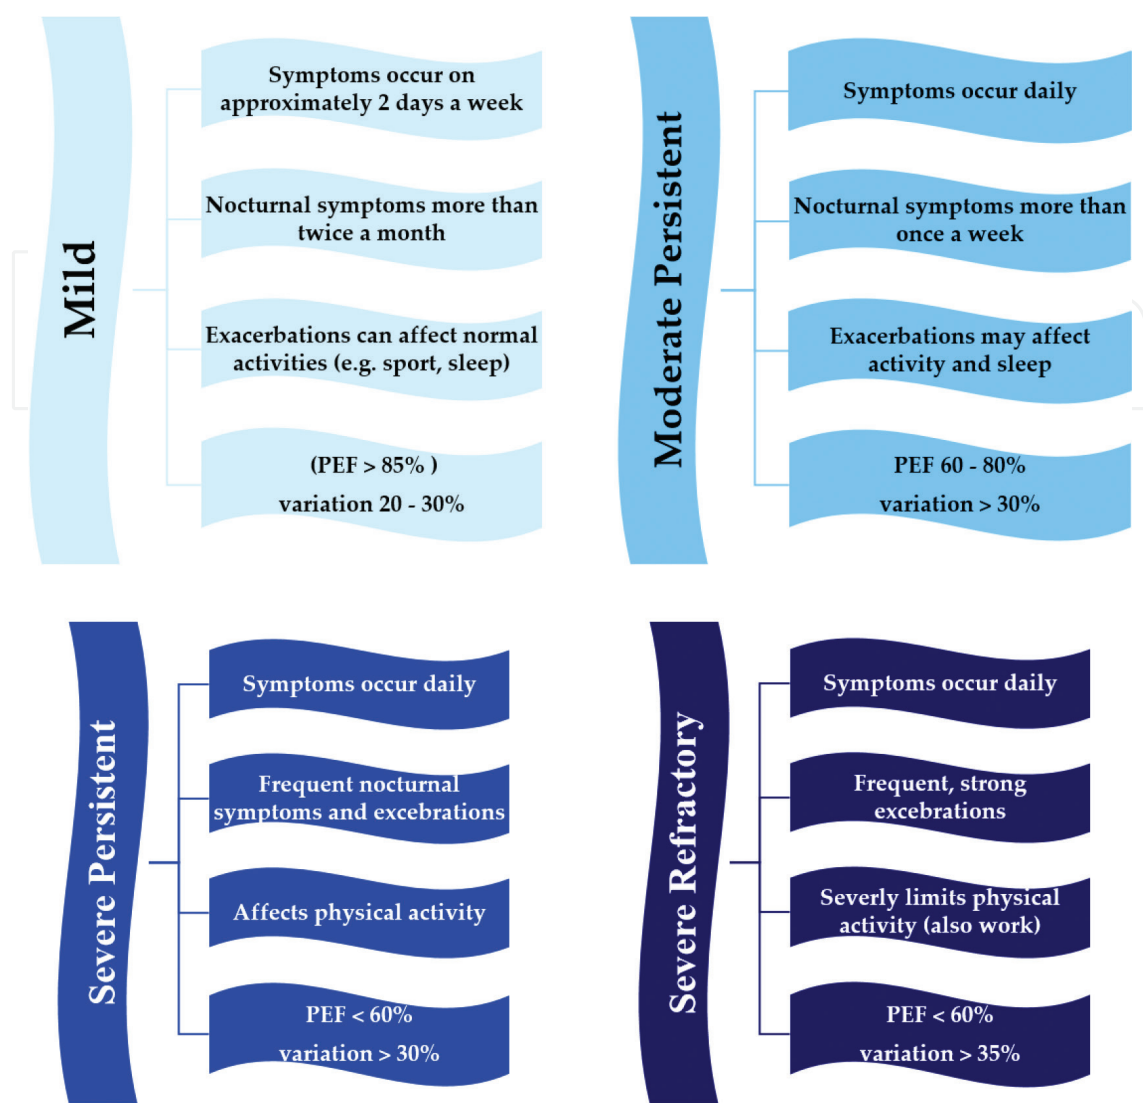 Mild
Symptoms occur on
approximately 2 days a week
Nocturnal symptoms more than
twice a month
Exacerbations can affect normal
activities (e.g. sport, sleep)
(PEF > 85% )
variation 20 - 30%
Moderate Persistent
Symptoms occur daily
Nocturnal symptoms more than
once a week
Exacerbations may affect
activity and sleep
PEF 60 - 80%
variation > 30%
Severe Persistent
Symptoms occur daily
Frequent nocturnal
symptoms and excebrations
Affects physical activity
PEF < 60%
variation > 30%
Severe Refractory
Symptoms occur daily
Frequent, strong
excebrations
Severly limits physical
activity (also work)
PEF < 60%
variation > 35%